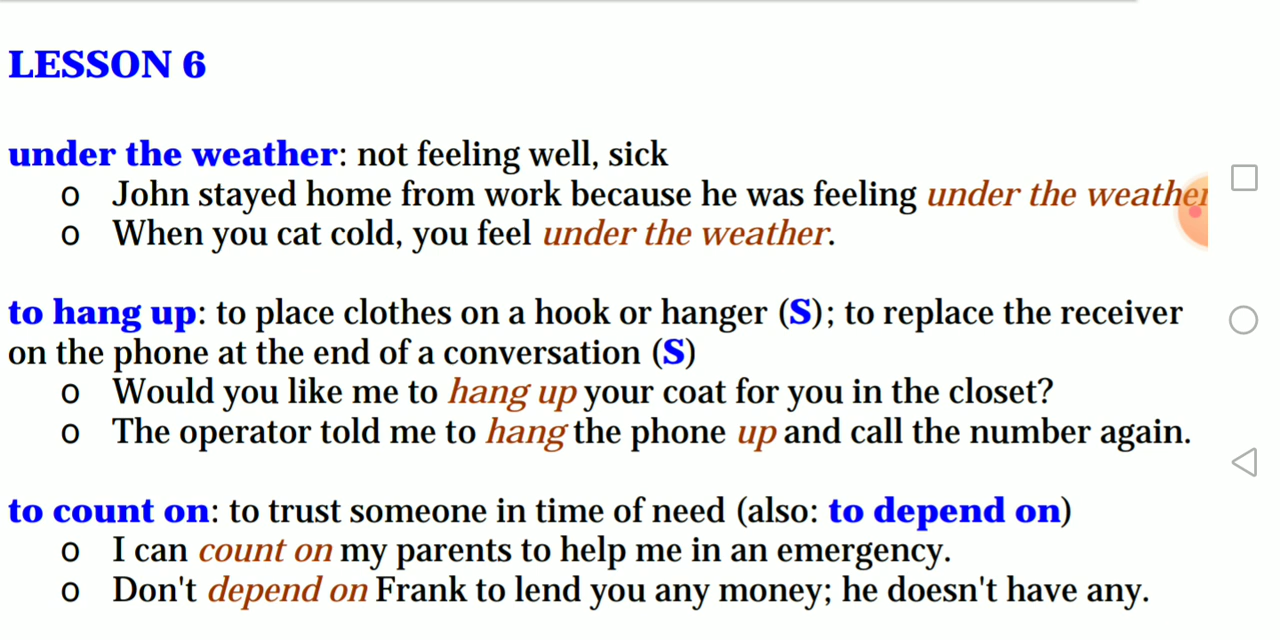 LESSON 6
under the weather: not feeling well, sick
o John stayed home from work because he was feeling under the weather
o When you cat cold, you feel under the weather.
to hang up: to place clothes on a hook or hanger (S); to replace the receiver
on the phone at the end of a conversation (S)
o Would you like me to hang up your coat for you in the closet?
o The operator told me to hang the phone up and call the number again.
to count on: to trust someone in time of need (also: to depend on)
o I can count on my parents to help me in an emergency.
o Don't depend on Frank to lend you any money; he doesn't have any.